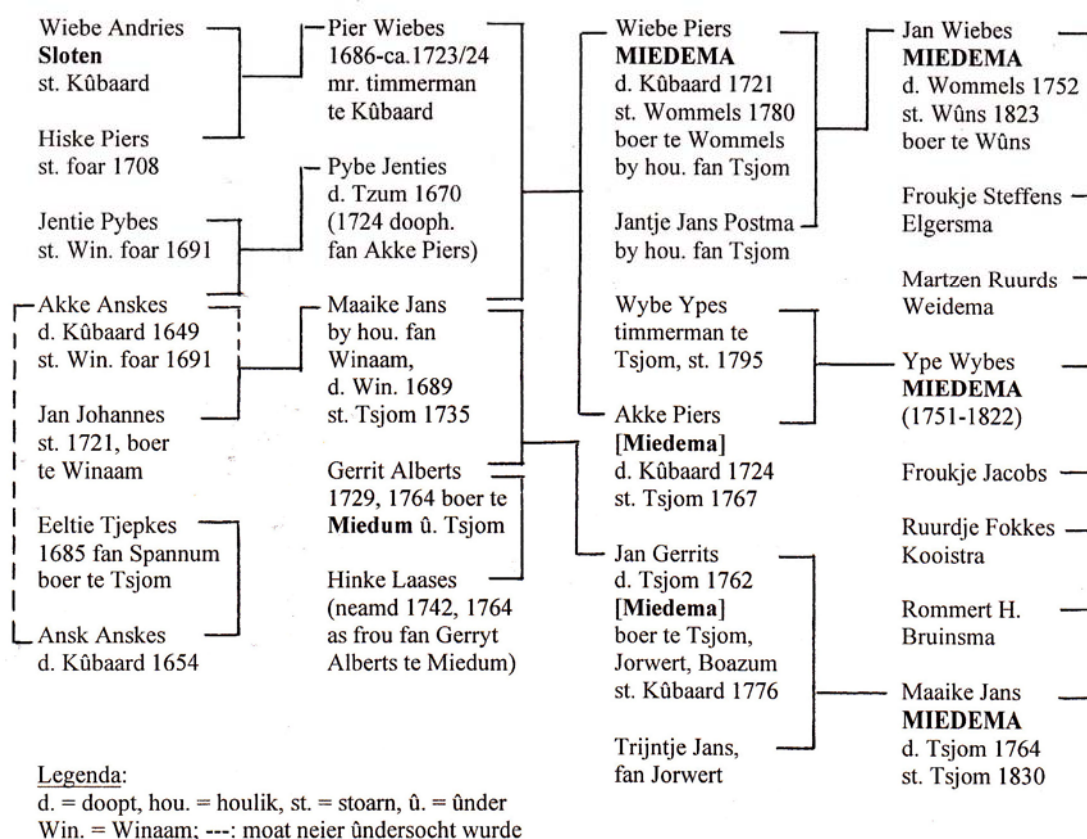 Wiebe Andries
Sloten
st. Kûbaard
Hiske Piers
st. foar 1708
Jentie Pybes
st. Win. foar 1691
Akke Anskes
d. Kûbaard 1649
st. Win. foar 1691
Jan Johannes
st. 1721, boer
te Winaam
Eeltie Tjepkes
1685 fan Spannum
boer te Tsjom
Ansk Anskes
d. Kûbaard 1654
Pier Wiebes
1686-ca.1723/24
mr. timmerman
te Kûbaard
Pybe Jenties
d. Tzum 1670
(1724 dooph.
fan Akke Piers)
Maaike Jans
by hou. fan
Winaam,
d. Win. 1689
st. Tsjom 1735
Gerrit Alberts
1729, 1764 boer te
Miedum û. Tsjom
Hinke Laases
(neamd 1742, 1764
as frou fan Gerryt
Alberts te Miedum)
Wiebe Piers
MIEDEMA
d. Kûbaard 1721
st. Wommels 1780
boer te Wommels
by hou. fan Tsjom
Jantje Jans Postma
by hou. fan Tsjom
Wybe Ypes
timmerman te
Tsjom, st. 1795
Akke Piers
[Miedema]
d. Kûbaard 1724
st. Tsjom 1767
Jan Gerrits
d. Tsjom 1762
[Miedema]
boer te Tsjom,
Jorwert, Boazum
st. Kûbaard 1776
Trijntje Jans,
fan Jorwert
Jan Wiebes
MIEDEMA
d. Wommels 1752
st. Wûns 1823
boer te Wûns
Froukje Steffens
Elgersma
Martzen Ruurds
Weidema
Ype Wybes
MIEDEMA
(1751-1822)
Froukje Jacobs
Ruurdje Fokkes
Kooistra
Rommert H.
Bruinsma
Maaike Jans
MIEDEMA
d. Tsjom 1764
st. Tsjom 1830
Legenda:
d. = doopt, hou. = houlik, st. = stoarn, û. = ûnder
Win. = Winaam; ---: moat neier ûndersocht wurde